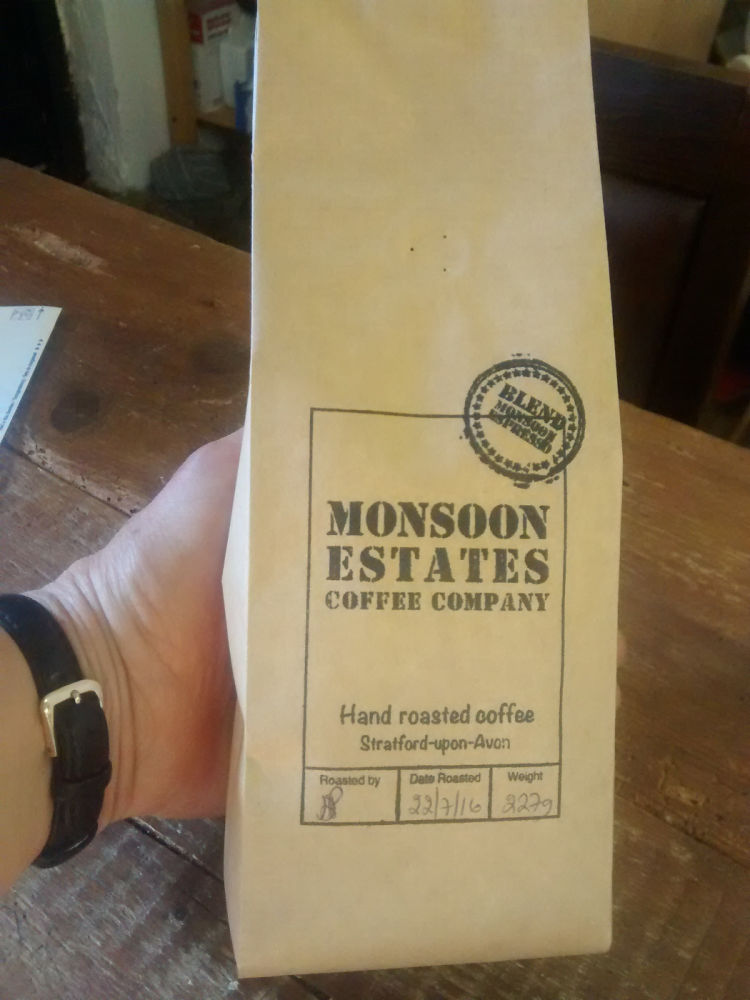 BLEND
MONSOON
ESPRESSO
MONSOON
ESTATES
COFFEE COMPANY
Hand roasted coffee
Stratford-upon-Avon
Roasted by
Date Roasted
Weight
22/7/16
227g